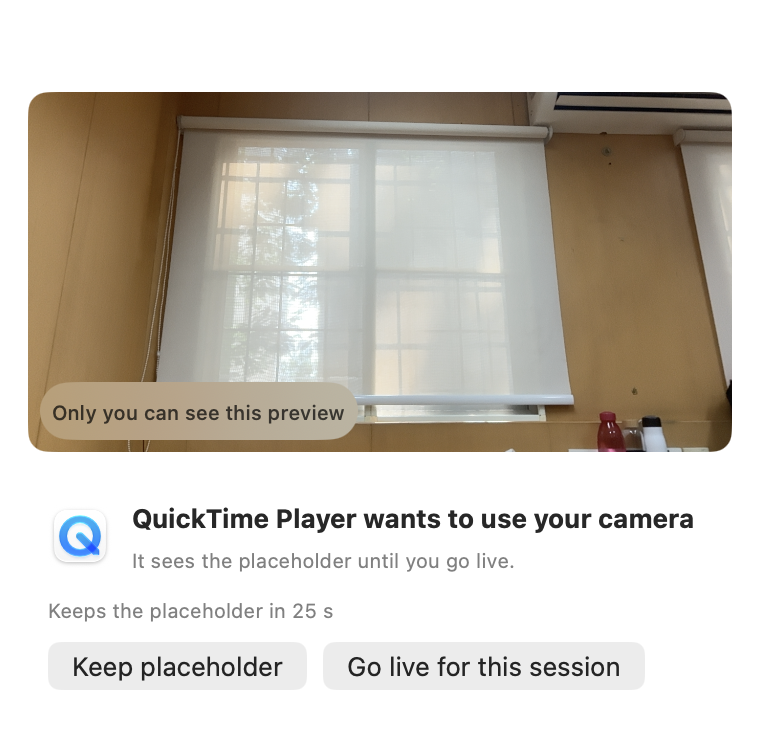 Only you can see this preview
QuickTime Player wants to use your camera
It sees the placeholder until you go live.
Keeps the placeholder in 25 s
Keep placeholder
Go live for this session